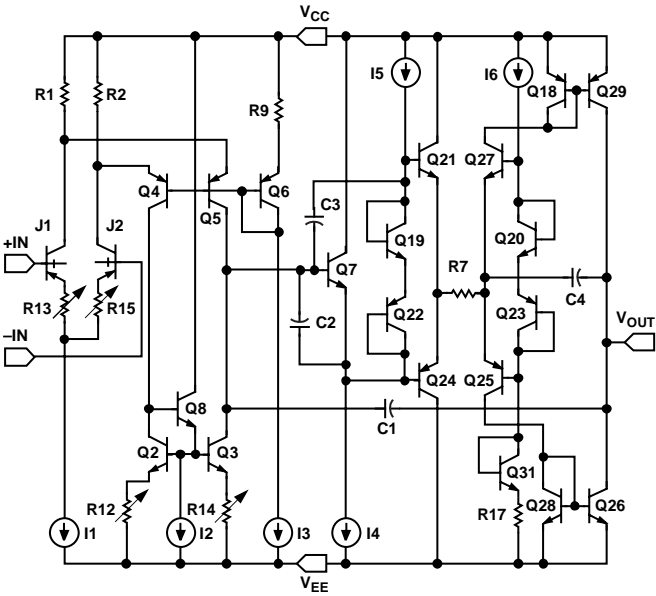 VCC
I5
I6
R1
R2
R9
Q18
Q29
Q21
Q27
Q4
Q5
Q6
C3
J1
J2
+IN
Q19
Q20
Q7
R7
R13
R15
C2
Q22
Q23
C4
VOUT
–IN
Q24
Q25
Q8
C1
Q2
Q3
Q31
R12
R14
R17
Q28
Q26
I1
I2
I3
I4
VEE